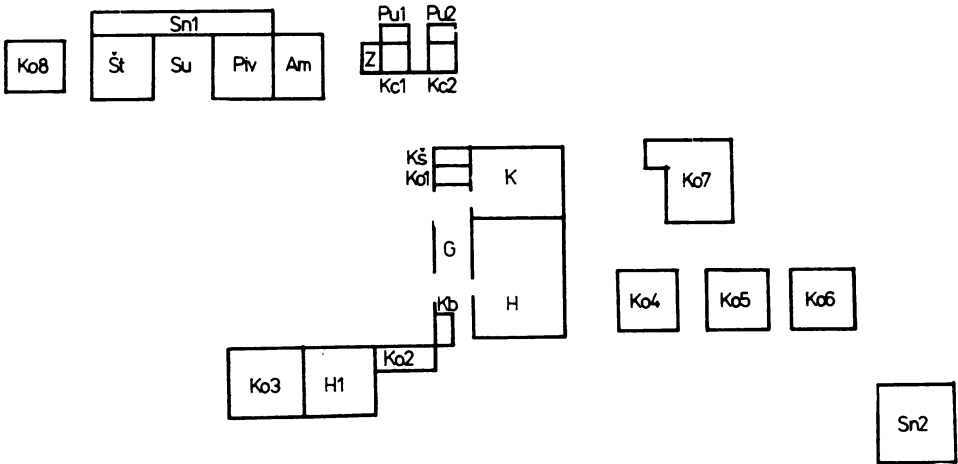 Pu1 Pu2
Sn1
Ko8 Št Su Piv Am Z
Kc1 Kc2
Kš
Ko1 K Ko7
G
Kb H Ko4 Ko5 Ko6
Ko2
Ko3 H1
Sn2